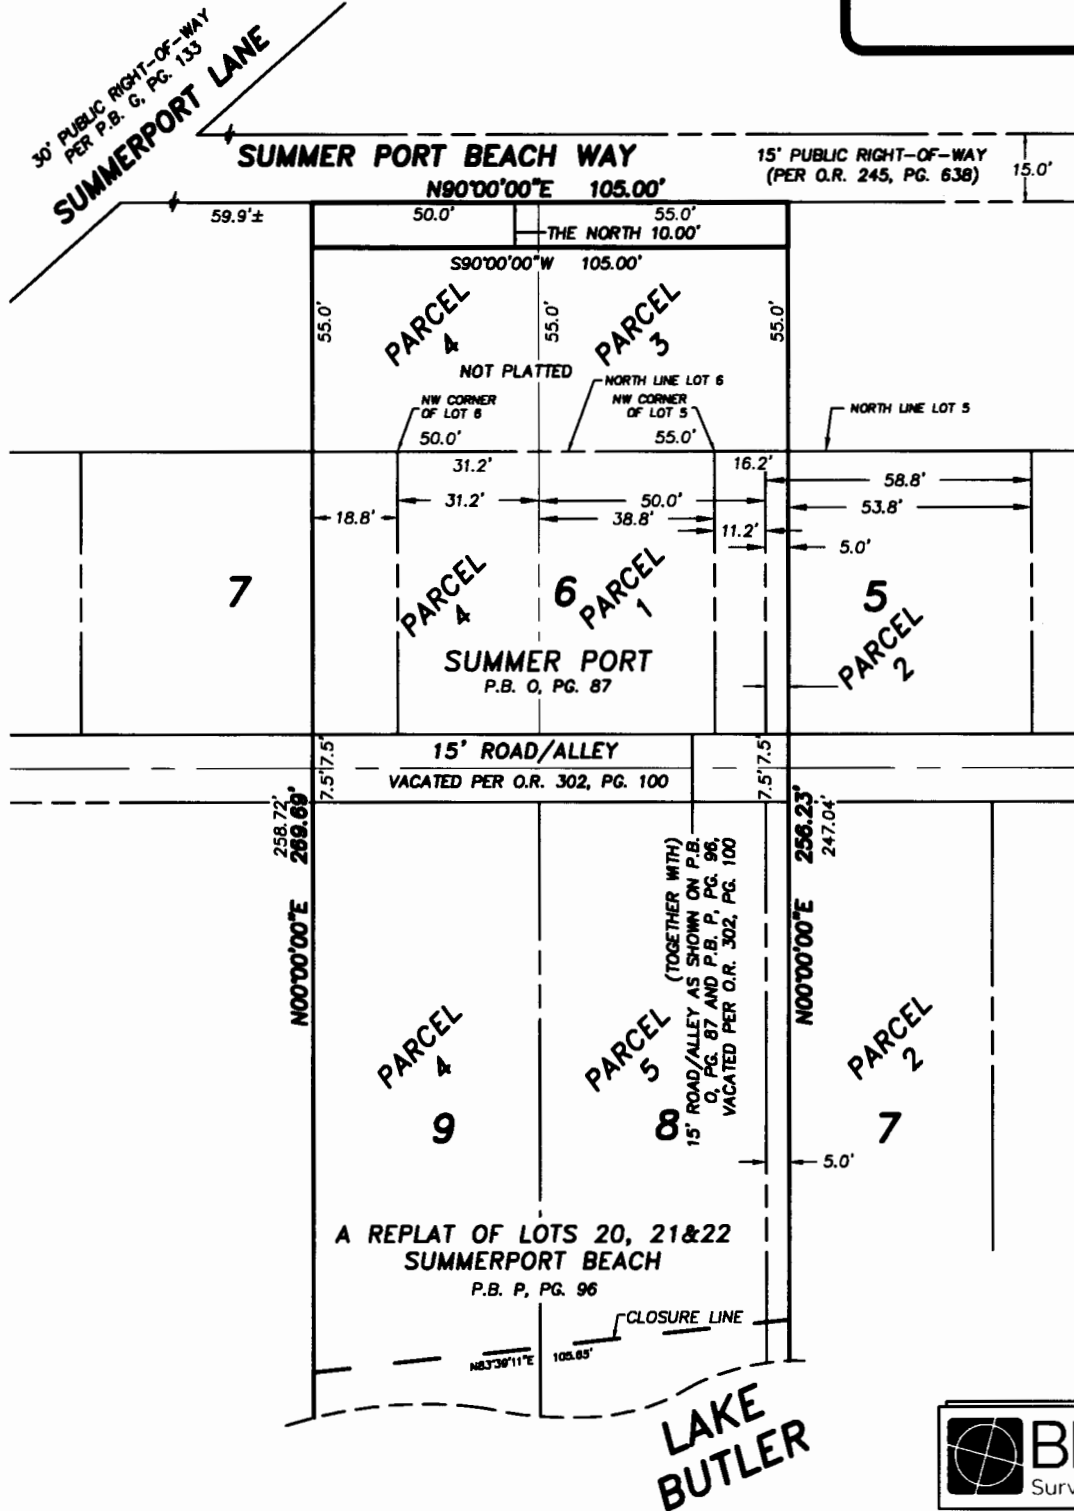 30' PUBLIC RIGHT-OF-WAY
PER P.B. G, PG. 133
SUMMERPORT LANE
SUMMER PORT BEACH WAY
15' PUBLIC RIGHT-OF-WAY
(PER O.R. 245, PG. 638)
15.0'
N90°00'00"E 105.00'
59.9'±
50.0'
55.0'
THE NORTH 10.00'
S90°00'00"W 105.00'
55.0'
55.0'
55.0'
PARCEL
4
PARCEL
3
NOT PLATTED
NORTH LINE LOT 6
NW CORNER
OF LOT 6
NW CORNER
OF LOT 5
NORTH LINE LOT 5
50.0'
55.0'
31.2'
16.2'
58.8'
31.2'
50.0'
53.8'
18.8'
38.8'
11.2'
5.0'
7
6
5
PARCEL
4
PARCEL
1
PARCEL
2
SUMMER PORT
P.B. O, PG. 87
15' ROAD/ALLEY
VACATED PER O.R. 302, PG. 100
7.5'
7.5'
7.5'
7.5'
258.72'
269.69'
N00°00'00"E
256.23'
247.04'
N00°00'00"E
(TOGETHER WITH)
15' ROAD/ALLEY AS SHOWN ON P.B.
O, PG. 87 AND P.B. P, PG. 96,
VACATED PER O.R. 302, PG. 100
PARCEL
4
PARCEL
5
PARCEL
2
9
8
7
5.0'
A REPLAT OF LOTS 20, 21&22
SUMMERPORT BEACH
P.B. P, PG. 96
CLOSURE LINE
N83°39'11"E 105.65'
LAKE
BUTLER
Surv